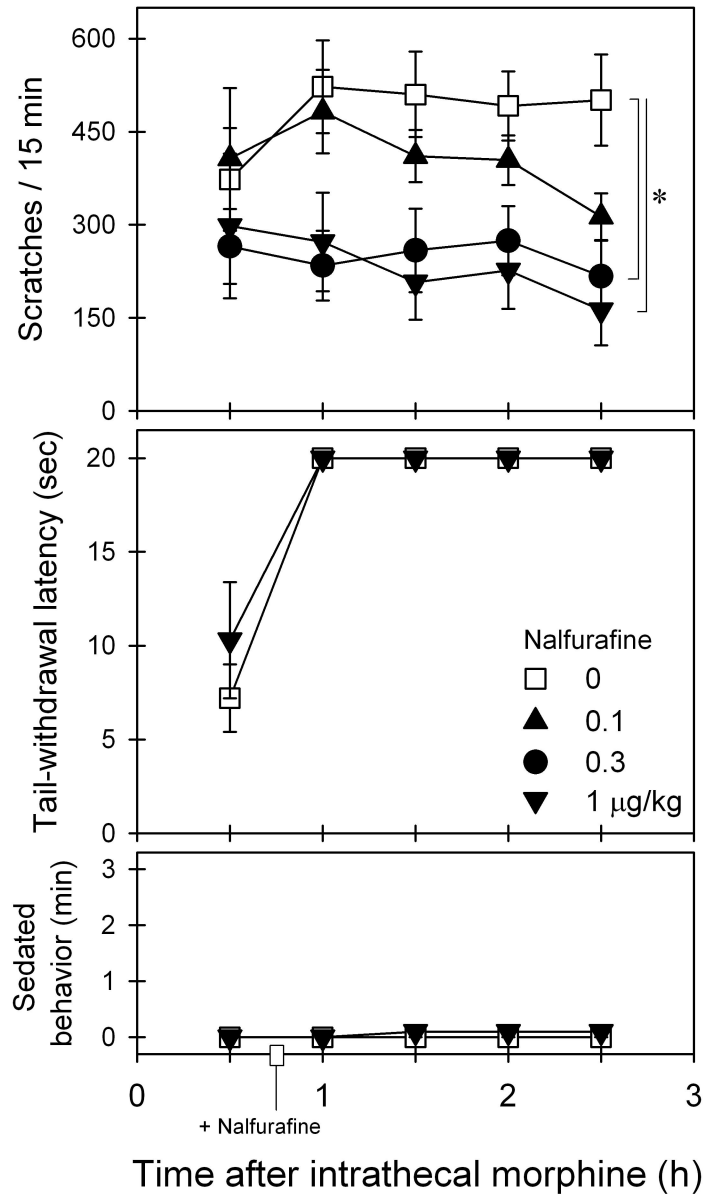 600
450
300
150
0
Scratches / 15 min
*
20
15
10
5
0
Tail-withdrawal latency (sec)
Nalfurafine
0
0.1
0.3
1 μg/kg
3
2
1
0
Sedated
behavior (min)
0 1 2 3
+ Nalfurafine
Time after intrathecal morphine (h)